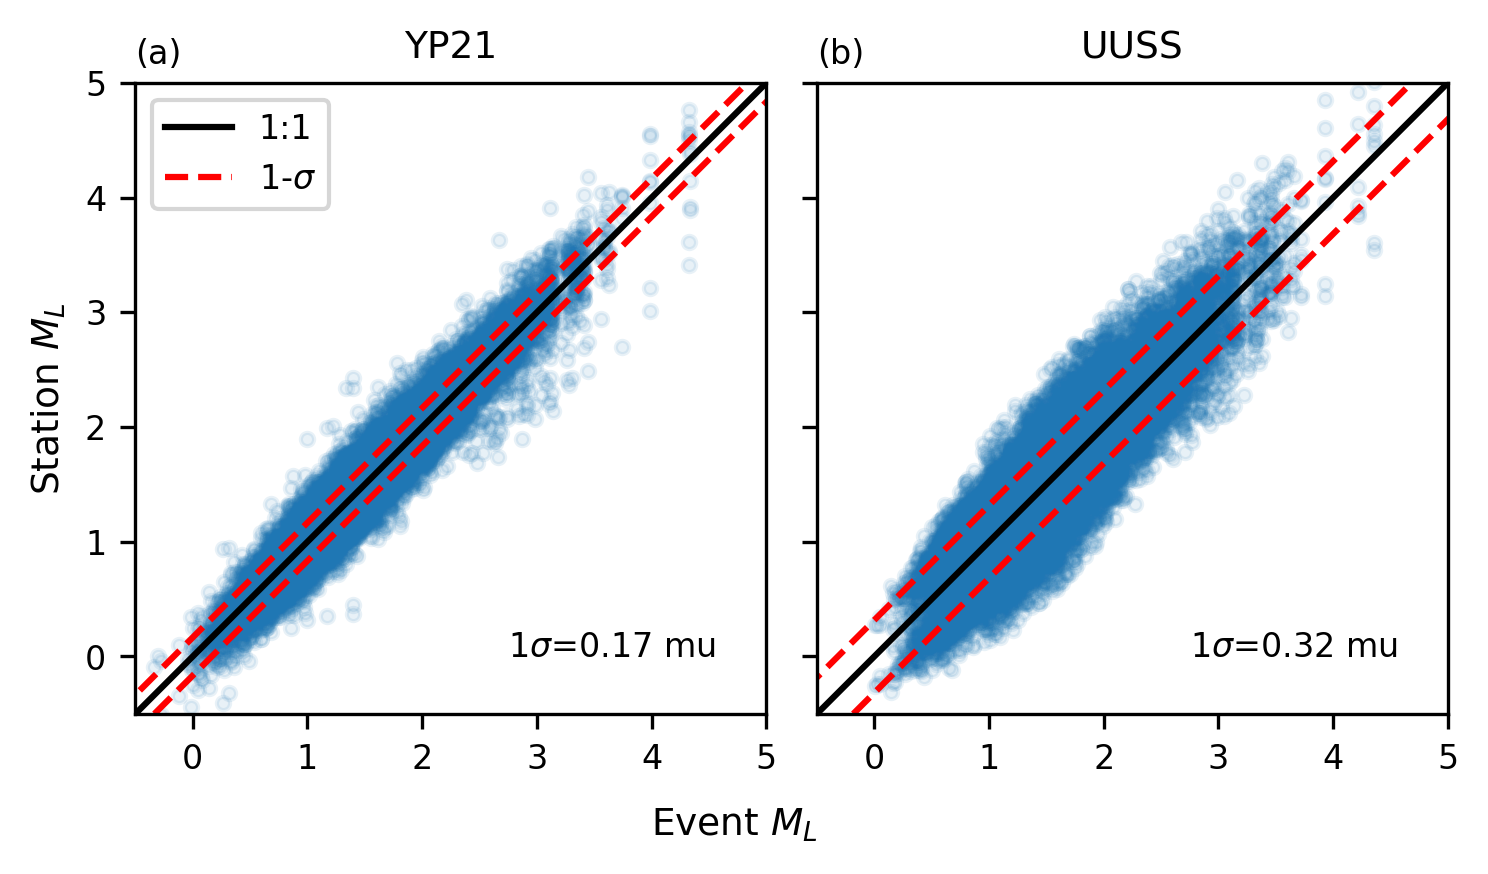 (a) YP21
(b) UUSS
1:1
1-σ
5
4
3
2
1
0
Station M_L
1σ=0.17 mu
1σ=0.32 mu
0 1 2 3 4 5
0 1 2 3 4 5
Event M_L